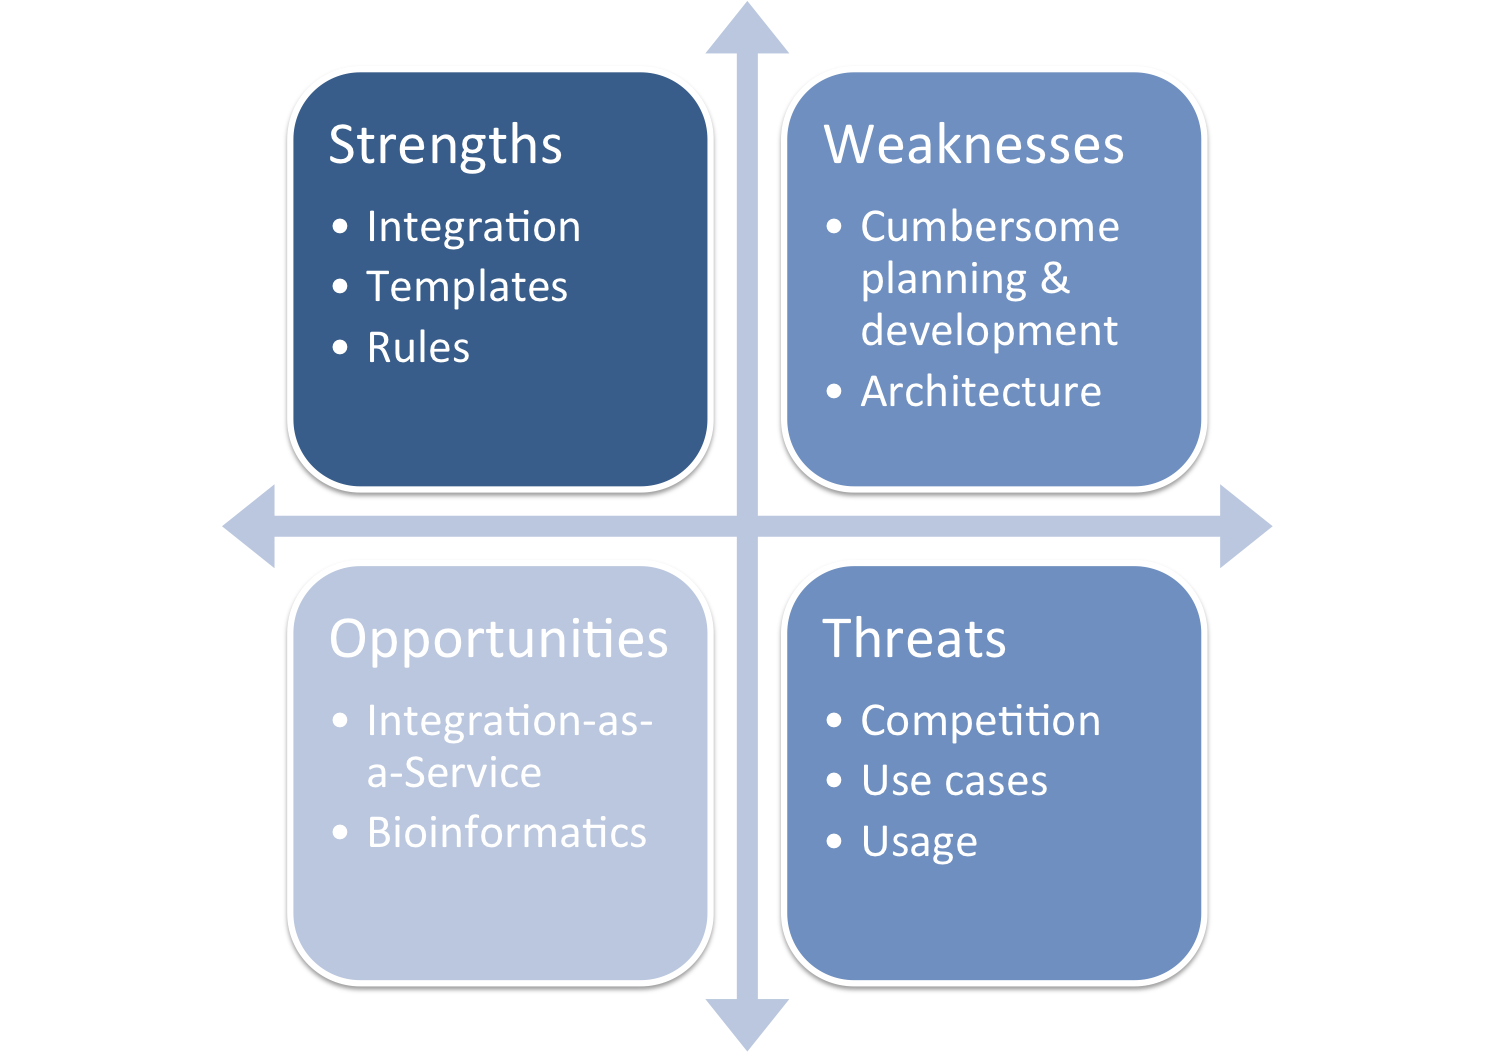 Strengths
• Integration
• Templates
• Rules
Weaknesses
• Cumbersome
planning &
development
• Architecture
Opportunities
• Integration-as-
a-Service
• Bioinformatics
Threats
• Competition
• Use cases
• Usage